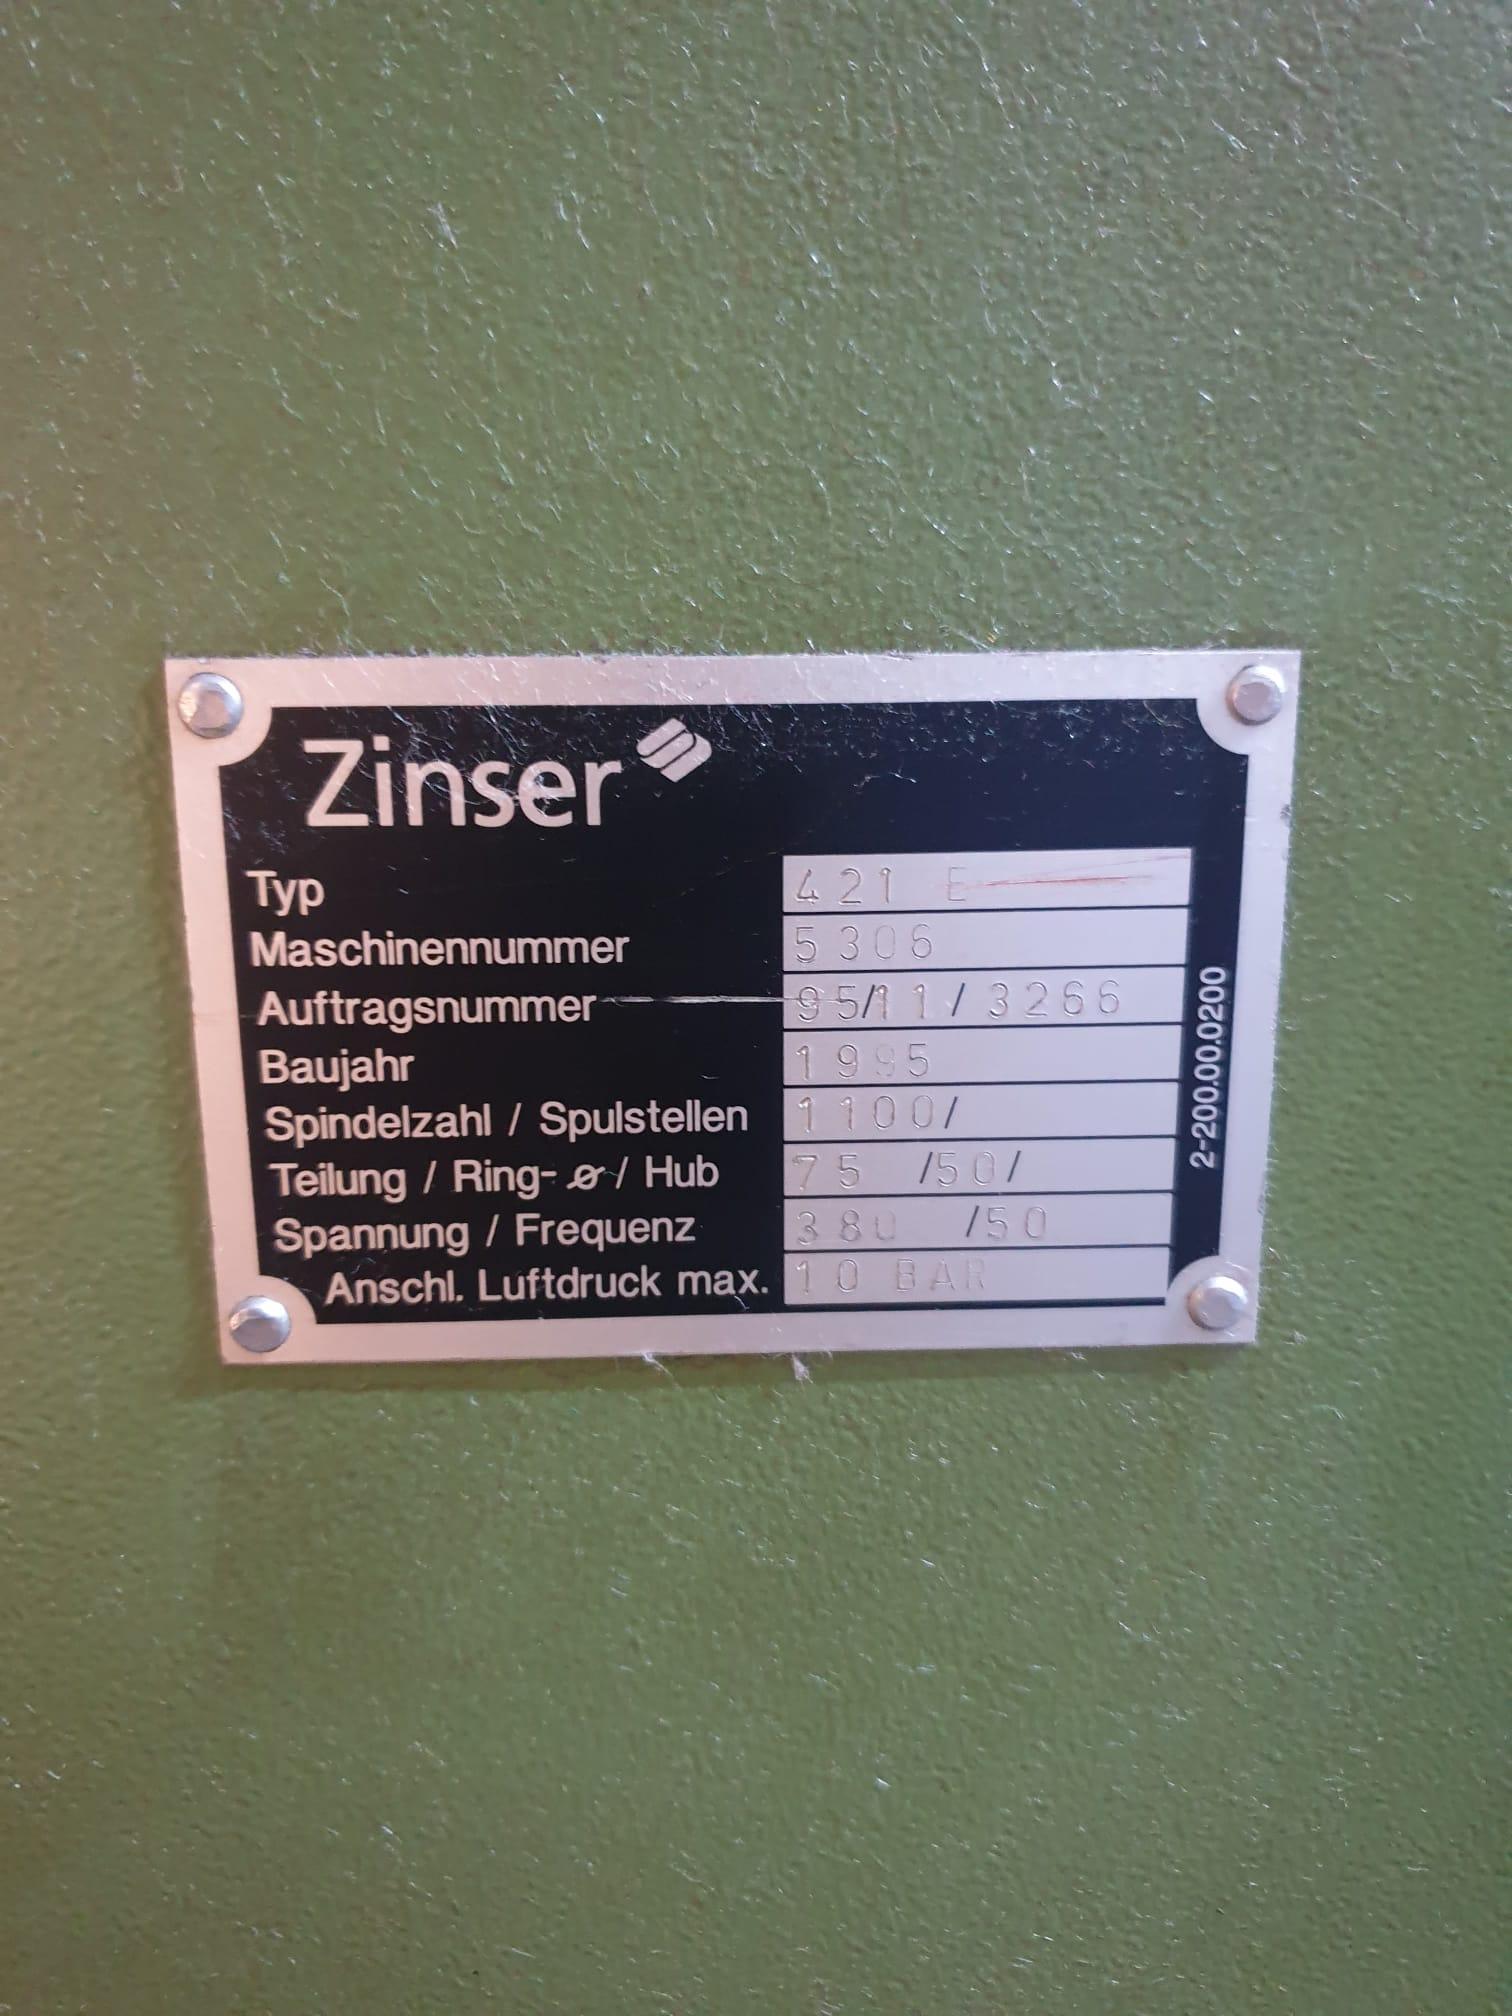 Zinser
Typ 421 E
Maschinennummer 5306
Auftragsnummer 95/11/3266
Baujahr 1995
Spindelzahl / Spulstellen 1100/
Teilung / Ring-ø / Hub 75 /50/
Spannung / Frequenz 380 /50
Anschl. Luftdruck max. 10 BAR
2-200.00.0200